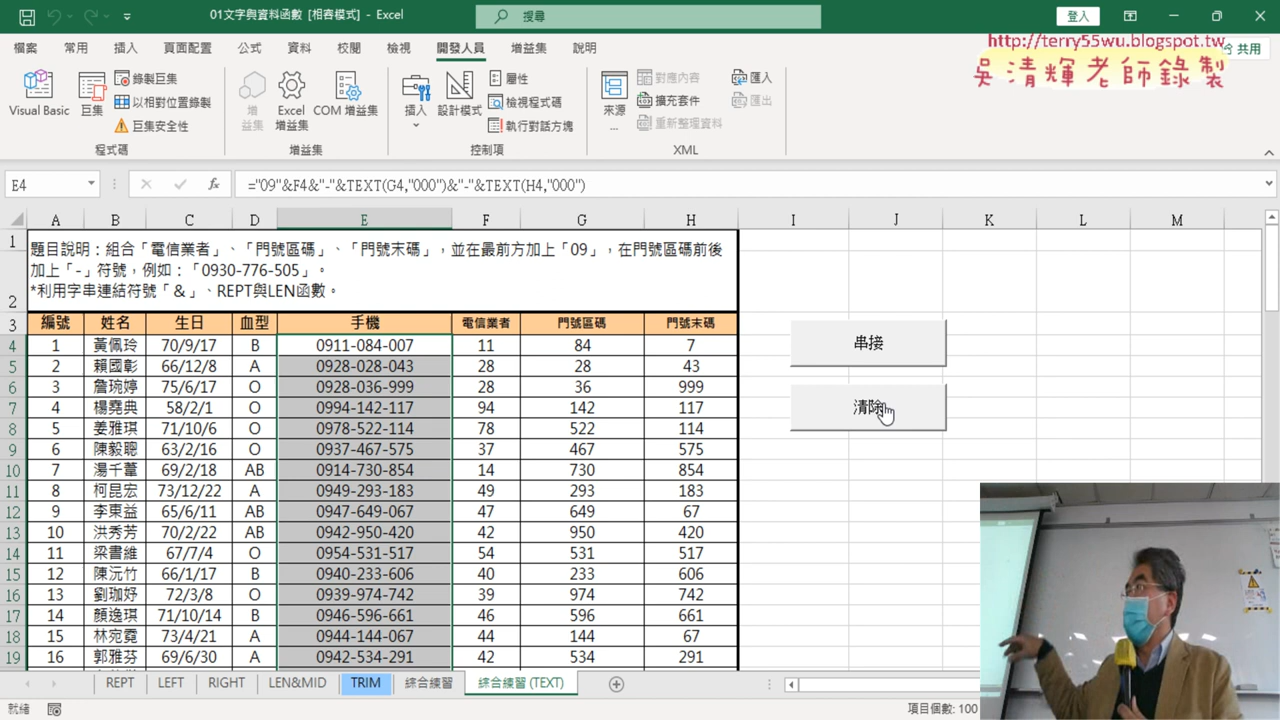 01文字與資料函數 [相容模式] - Excel
搜尋
登入
http://terry55wu.blogspot.tw
吳清輝老師錄製
檔案 常用 插入 頁面配置 公式 資料 校閱 檢視 開發人員 增益集 說明
共用
Visual Basic
巨集
錄製巨集
以相對位置錄製
巨集安全性
程式碼
增益集
Excel 增益集
COM 增益集
增益集
插入
設計模式
屬性
檢視程式碼
執行對話方塊
控制項
來源
...
對應內容
擴充套件
重新整理資料
匯入
匯出
XML
E4
fx
="09"&F4&"-"&TEXT(G4,"000")&"-"&TEXT(H4,"000")
A B C D E F G H I J K L M
1 題目說明：組合「電信業者」、「門號區碼」、「門號末碼」，並在最前方加上「09」，在門號區碼前後
加上「-」符號，例如：「0930-776-505」。
2 *利用字串連結符號「&」、REPT與LEN函數。
3 編號 姓名 生日 血型 手機 電信業者 門號區碼 門號末碼
4 1 黃佩玲 70/9/17 B 0911-084-007 11 84 7
5 2 賴國彰 66/12/8 A 0928-028-043 28 28 43
6 3 詹琬婷 75/6/17 O 0928-036-999 28 36 999
7 4 楊堯典 58/2/1 O 0994-142-117 94 142 117
8 5 姜雅琪 71/10/6 O 0978-522-114 78 522 114
9 6 陳毅聰 63/2/16 O 0937-467-575 37 467 575
10 7 湯千蕙 69/2/18 AB 0914-730-854 14 730 854
11 8 柯昆宏 73/12/22 A 0949-293-183 49 293 183
12 9 李東益 65/6/11 AB 0947-649-067 47 649 67
13 10 洪秀芳 70/2/22 AB 0942-950-420 42 950 420
14 11 梁書維 67/7/4 O 0954-531-517 54 531 517
15 12 陳沅竹 66/1/17 B 0940-233-606 40 233 606
16 13 劉珈妤 72/3/8 O 0939-974-742 39 974 742
17 14 顏逸琪 71/10/14 B 0946-596-661 46 596 661
18 15 林宛霓 73/4/21 A 0944-144-067 44 144 67
19 16 郭雅芬 69/6/30 A 0942-534-291 42 534 291
串接
清除
REPT LEFT RIGHT LEN&MID TRIM 綜合練習 綜合練習 (TEXT)
就緒
項目個數: 100